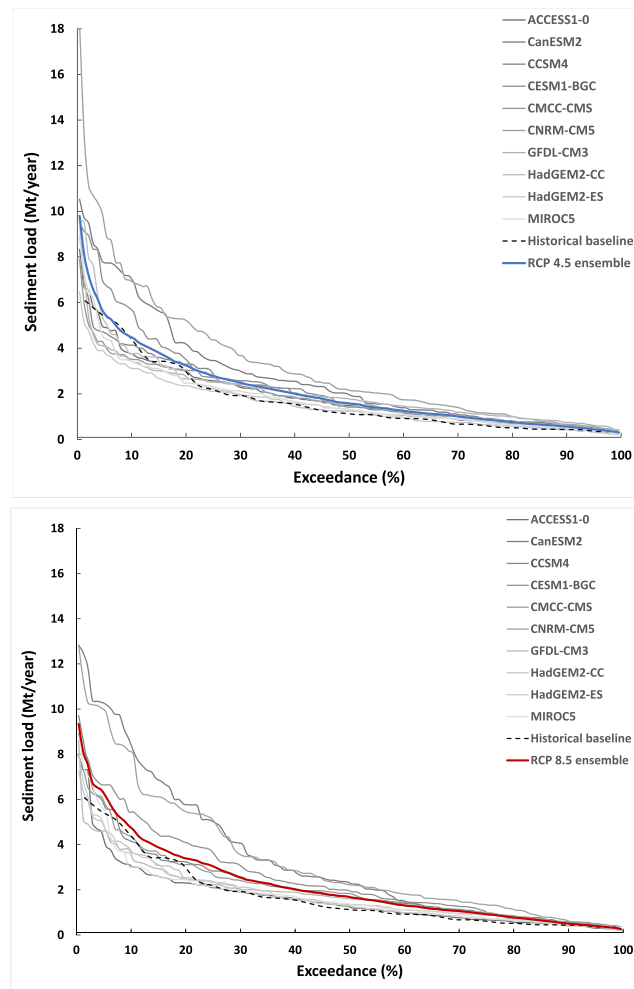 18
16
14
12
10
8
6
4
2
0
Sediment load (Mt/year)
0 10 20 30 40 50 60 70 80 90 100
Exceedance (%)
ACCESS1-0
CanESM2
CCSM4
CESM1-BGC
CMCC-CMS
CNRM-CM5
GFDL-CM3
HadGEM2-CC
HadGEM2-ES
MIROC5
Historical baseline
RCP 4.5 ensemble
18
16
14
12
10
8
6
4
2
0
Sediment load (Mt/year)
0 10 20 30 40 50 60 70 80 90 100
Exceedance (%)
ACCESS1-0
CanESM2
CCSM4
CESM1-BGC
CMCC-CMS
CNRM-CM5
GFDL-CM3
HadGEM2-CC
HadGEM2-ES
MIROC5
Historical baseline
RCP 8.5 ensemble